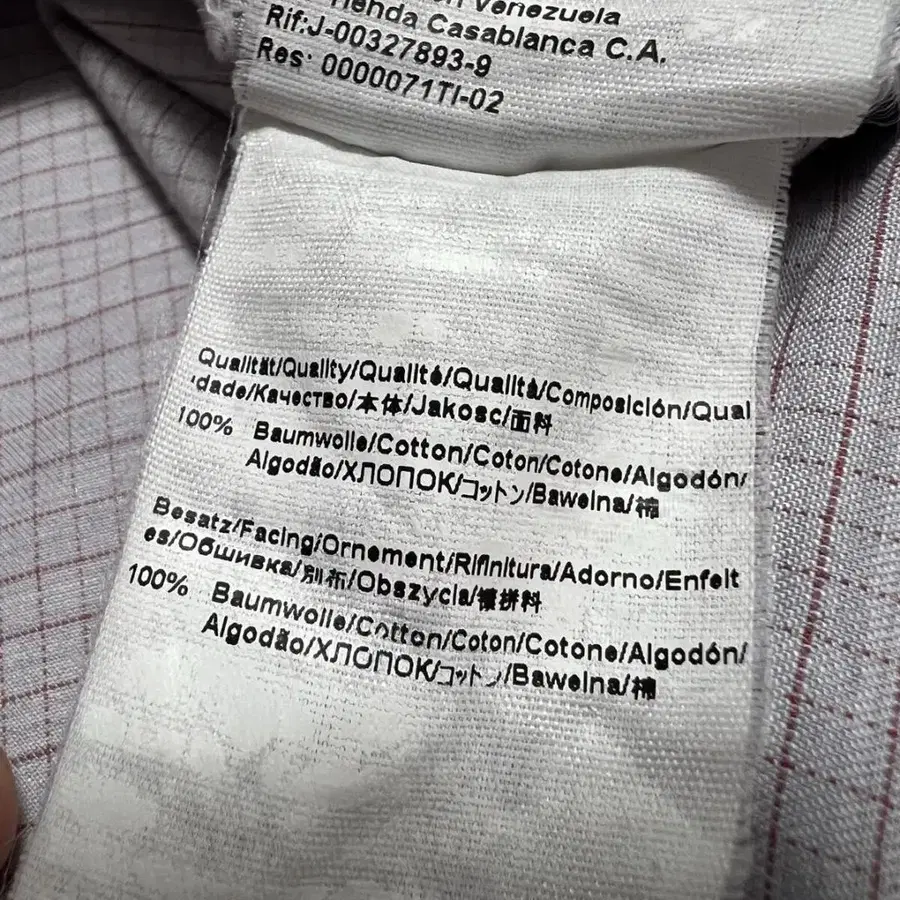 Venezuela
Tienda Casablanca C.A.
Rif:J-00327893-9
Res: 0000071TI-02
Qualität/Quality/Qualité/Qualità/Composición/Qual
idade/Качество/本体/Jakosc/面料
100% Baumwolle/Cotton/Coton/Cotone/Algodón/
Algodão/ХЛОПОК/コットン/Bawelna/棉
Besatz/Facing/Ornement/Rifinitura/Adorno/Enfeit
es/Обшивка/別布/Obszycia/镶拼料
100% Baumwolle/Cotton/Coton/Cotone/Algodón/
Algodão/ХЛОПОК/コットン/Bawelna/棉